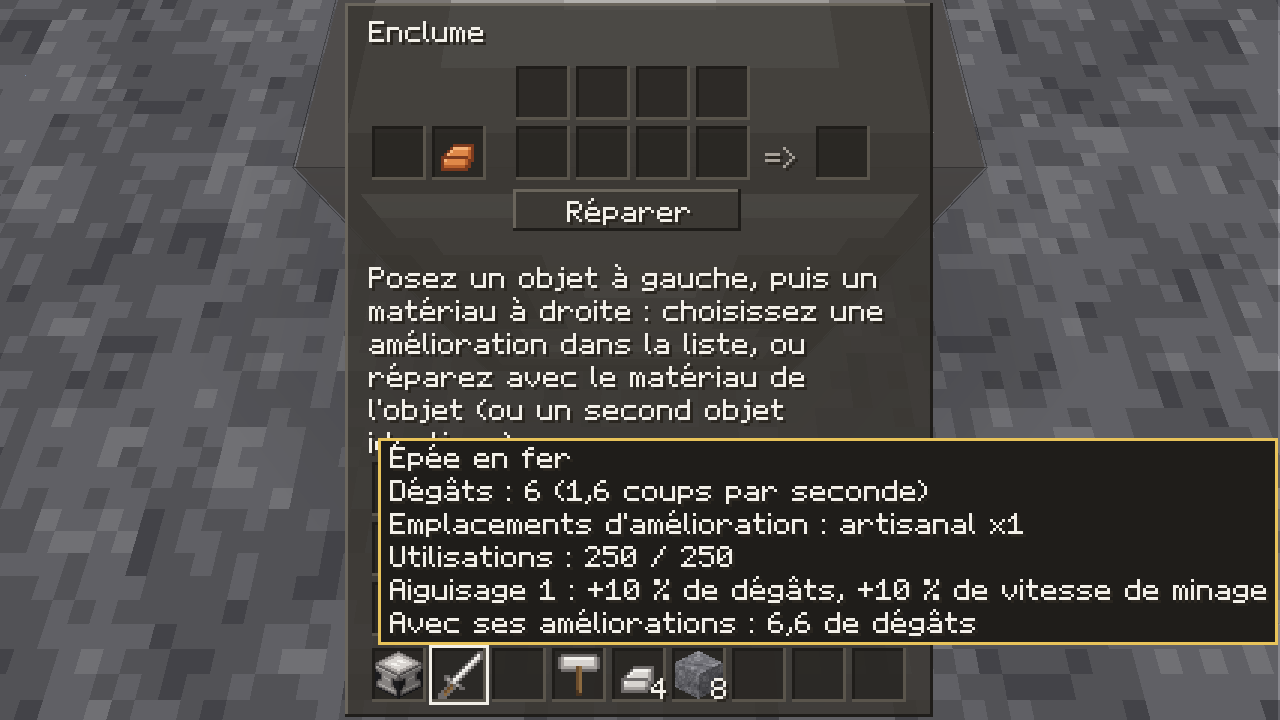 Enclume
=>
Réparer
Posez un objet à gauche, puis un
matériau à droite : choisissez une
amélioration dans la liste, ou
réparez avec le matériau de
l'objet (ou un second objet
Épée en fer
Dégâts : 6 (1,6 coups par seconde)
Emplacements d'amélioration : artisanal x1
Utilisations : 250 / 250
Aiguisage 1 : +10 % de dégâts, +10 % de vitesse de minage
Avec ses améliorations : 6,6 de dégâts
4
8